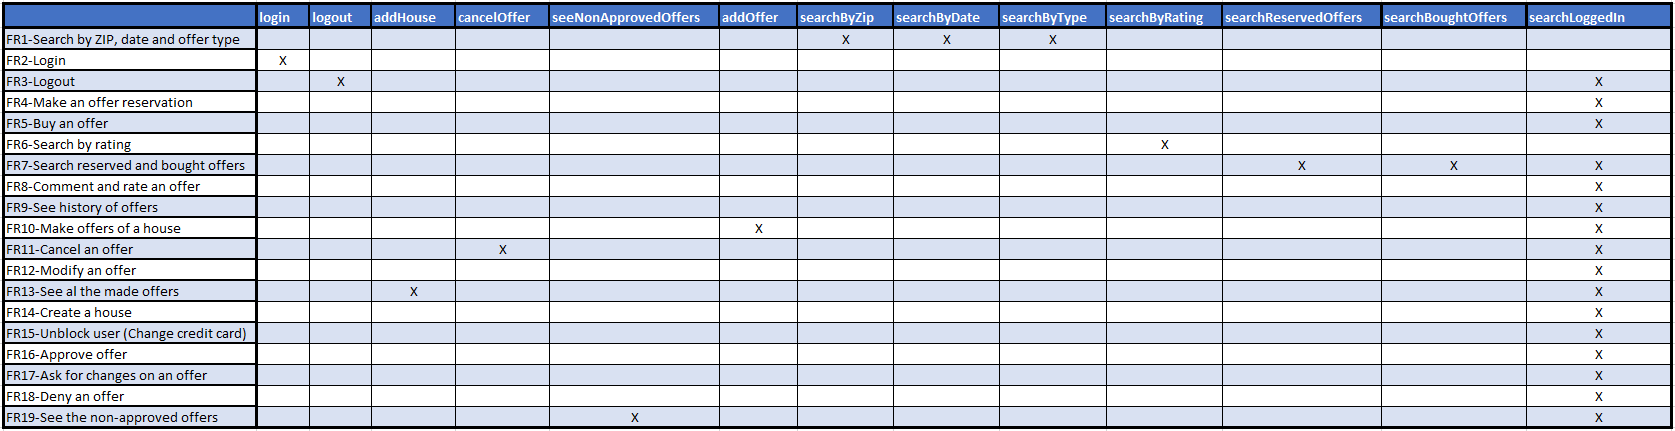 login logout addHouse cancelOffer seeNonApprovedOffers addOffer searchByZip searchByDate searchByType searchByRating searchReservedOffers searchBoughtOffers searchLoggedIn
FR1-Search by ZIP, date and offer type X X X
FR2-Login X
FR3-Logout X X
FR4-Make an offer reservation X
FR5-Buy an offer X
FR6-Search by rating X
FR7-Search reserved and bought offers X X X
FR8-Comment and rate an offer X
FR9-See history of offers X
FR10-Make offers of a house X X
FR11-Cancel an offer X X
FR12-Modify an offer X
FR13-See al the made offers X X
FR14-Create a house X
FR15-Unblock user (Change credit card) X
FR16-Approve offer X
FR17-Ask for changes on an offer X
FR18-Deny an offer X
FR19-See the non-approved offers X X